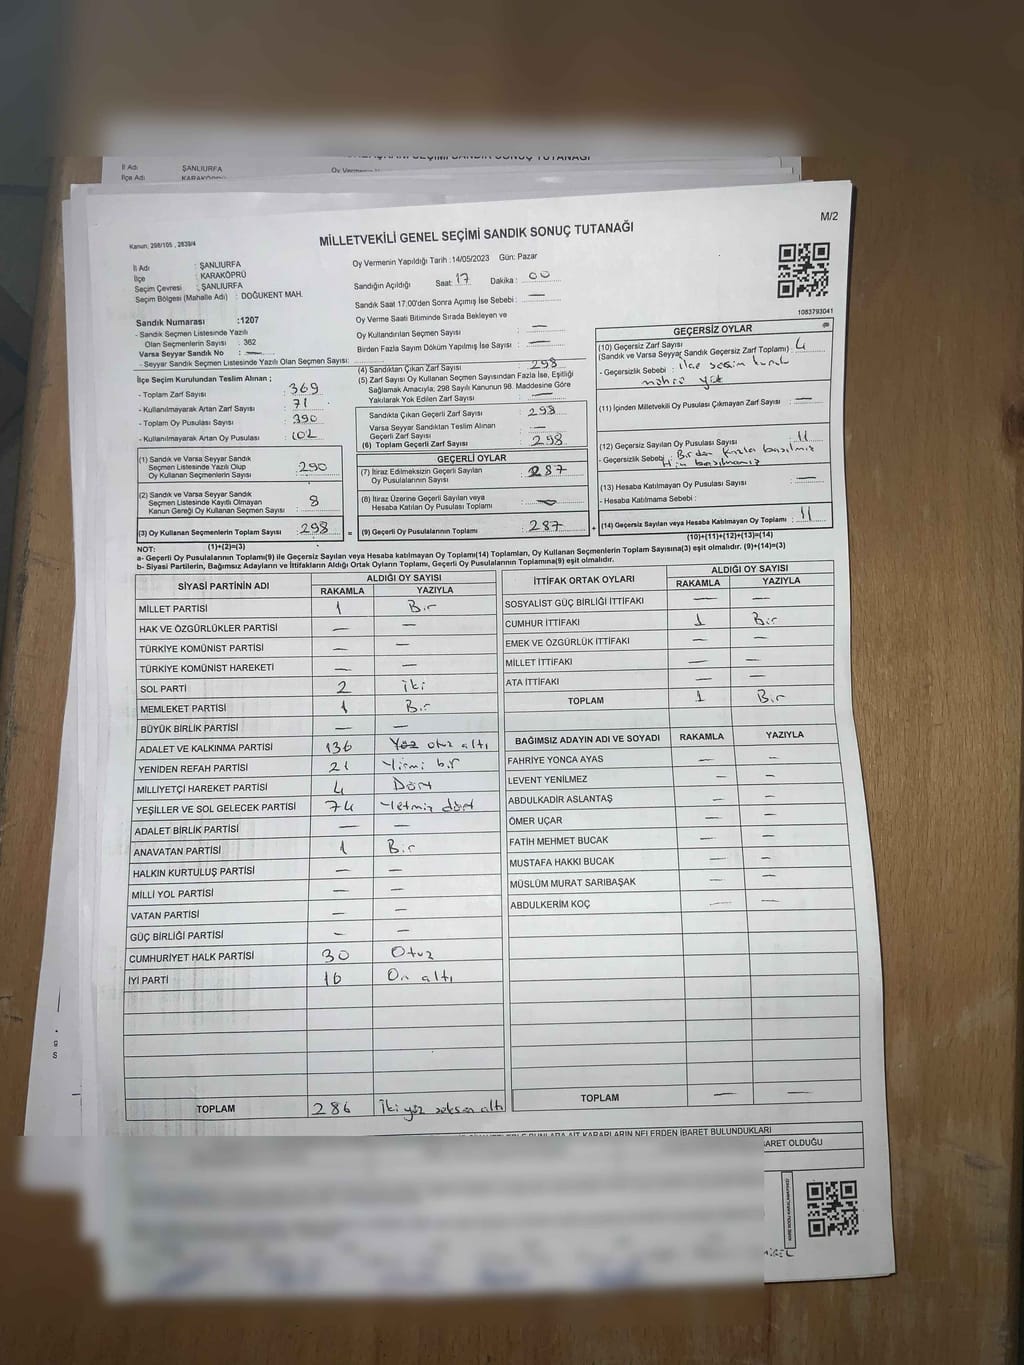 İl Adı ŞANLIURFA
İlçe Adı
M/2
Kanun, 298/105 , 2839/4
MİLLETVEKİLİ GENEL SEÇİMİ SANDIK SONUÇ TUTANAĞI
İl Adı : ŞANLIURFA
İlçe : KARAKÖPRÜ
Seçim Çevresi : ŞANLIURFA
Seçim Bölgesi (Mahalle Adı) : DOĞUKENT MAH.
Sandık Numarası :1207
- Sandık Seçmen Listesinde Yazılı
Olan Seçmenlerin Sayısı : 362
Varsa Seyyar Sandık No : —
- Seyyar Sandık Seçmen Listesinde Yazılı Olan Seçmen Sayısı:
Oy Vermenin Yapıldığı Tarih :14/05/2023 Gün: Pazar
Sandığın Açıldığı Saat: 17 Dakika : 00
Sandık Saat 17:00'den Sonra Açımış İse Sebebi : —
Oy Verme Saati Bitiminde Sırada Bekleyen ve
Oy Kullandırılan Seçmen Sayısı : —
Birden Fazla Sayım Döküm Yapılmış İse Sayısı : —
1083793041
İlçe Seçim Kurulundan Teslim Alınan ;
- Toplam Zarf Sayısı : 369
- Kullanılmayarak Artan Zarf Sayısı : 71
- Toplam Oy Pusulası Sayısı : 390
- Kullanılmayarak Artan Oy Pusulası : 102
(1) Sandık ve Varsa Seyyar Sandık
Seçmen Listesinde Yazılı Olup
Oy Kullanan Seçmenlerin Sayısı : 290
(2) Sandık ve Varsa Seyyar Sandık
Seçmen Listesinde Kayıtlı Olmayan
Kanun Gereği Oy Kullanan Seçmen Sayısı : 8
(3) Oy Kullanan Seçmenlerin Toplam Sayısı : 298
(1)+(2)=(3)
(4) Sandıktan Çıkan Zarf Sayısı : 298
(5) Zarf Sayısı Oy Kullanan Seçmen Sayısından Fazla İse, Eşitliği
Sağlamak Amacıyla; 298 Sayılı Kanunun 98. Maddesine Göre
Yakılarak Yok Edilen Zarf Sayısı : —
Sandıkta Çıkan Geçerli Zarf Sayısı : 298
Varsa Seyyar Sandıktan Teslim Alınan
Geçerli Zarf Sayısı : —
(6) Toplam Geçerli Zarf Sayısı : 298
GEÇERLİ OYLAR
(7) İtiraz Edilmeksizin Geçerli Sayılan
Oy Pusulasının Sayısı : 287
(8) İtiraz Üzerine Geçerli Sayılan veya
Hesaba Katılan Oy Pusulası Toplamı :
= (9) Geçerli Oy Pusulalarının Toplamı : 287 +
GEÇERSİZ OYLAR
(10) Geçersiz Zarf Sayısı
(Sandık ve Varsa Seyyar Sandık Geçersiz Zarf Toplamı) : 4
- Geçersizlik Sebebi : ilçe seçim kurulu
mührü yok
(11) İçinden Milletvekili Oy Pusulası Çıkmayan Zarf Sayısı : —
(12) Geçersiz Sayılan Oy Pusulası Sayısı : 11
- Geçersizlik Sebebi : Birden fazla basılmış
Hiç basılmamış
(13) Hesaba Katılmayan Oy Pusulası Sayısı : —
- Hesaba Katılmama Sebebi :
(14) Geçersiz Sayılan veya Hesaba Katılmayan Oy Toplamı : 11
(10)+(11)+(12)+(13)=(14)
NOT:
a- Geçerli Oy Pusulalarının Toplamı(9) ile Geçersiz Sayılan veya Hesaba katılmayan Oy Toplamı(14) Toplamları, Oy Kullanan Seçmenlerin Toplam Sayısına(3) eşit olmalıdır. (9)+(14)=(3)
b- Siyasi Partilerin, Bağımsız Adayların ve İttifakların Aldığı Ortak Oyların Toplamı, Geçerli Oy Pusulalarının Toplamına(9) eşit olmalıdır.
SİYASİ PARTİNİN ADI ALDIĞI OY SAYISI
RAKAMLA YAZIYLA
MİLLET PARTİSİ 1 Bir
HAK VE ÖZGÜRLÜKLER PARTİSİ — —
TÜRKİYE KOMÜNİST PARTİSİ — —
TÜRKİYE KOMÜNİST HAREKETİ — —
SOL PARTİ 2 iki
MEMLEKET PARTİSİ 1 Bir
BÜYÜK BİRLİK PARTİSİ — —
ADALET VE KALKINMA PARTİSİ 136 Yüz otuz altı
YENİDEN REFAH PARTİSİ 21 Yirmi bir
MİLLİYETÇİ HAREKET PARTİSİ 4 Dört
YEŞİLLER VE SOL GELECEK PARTİSİ 74 Yetmiş dört
ADALET BİRLİK PARTİSİ — —
ANAVATAN PARTİSİ 1 Bir
HALKIN KURTULUŞ PARTİSİ — —
MİLLİ YOL PARTİSİ — —
VATAN PARTİSİ — —
GÜÇ BİRLİĞİ PARTİSİ — —
CUMHURİYET HALK PARTİSİ 30 Otuz
İYİ PARTİ 16 On altı
TOPLAM 286 İki yüz seksen altı
İTTİFAK ORTAK OYLARI ALDIĞI OY SAYISI
RAKAMLA YAZIYLA
SOSYALİST GÜÇ BİRLİĞİ İTTİFAKI — —
CUMHUR İTTİFAKI 1 Bir
EMEK VE ÖZGÜRLÜK İTTİFAKI — —
MİLLET İTTİFAKI — —
ATA İTTİFAKI — —
TOPLAM 1 Bir
BAĞIMSIZ ADAYIN ADI VE SOYADI RAKAMLA YAZIYLA
FAHRİYE YONCA AYAS — —
LEVENT YENİLMEZ — —
ABDULKADİR ASLANTAŞ — —
ÖMER UÇAR — —
FATİH MEHMET BUCAK — —
MUSTAFA HAKKI BUCAK — —
MÜSLÜM MURAT SARIBAŞAK — —
ABDULKERİM KOÇ — —
TOPLAM — —
KARARLARIN NELERDEN İBARET BULUNDUKLARI
BARET OLDUĞU